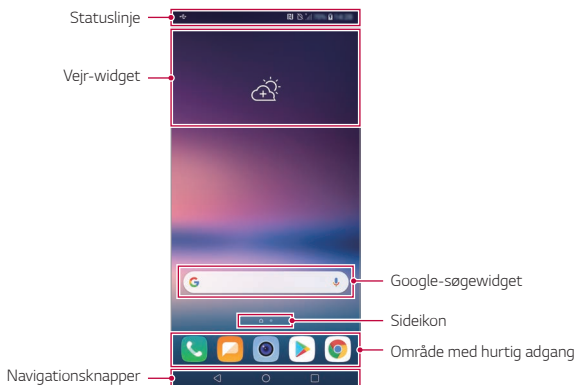 Statuslinje
Vejr-widget
Google-søgewidget
Sideikon
Område med hurtig adgang
Navigationsknapper